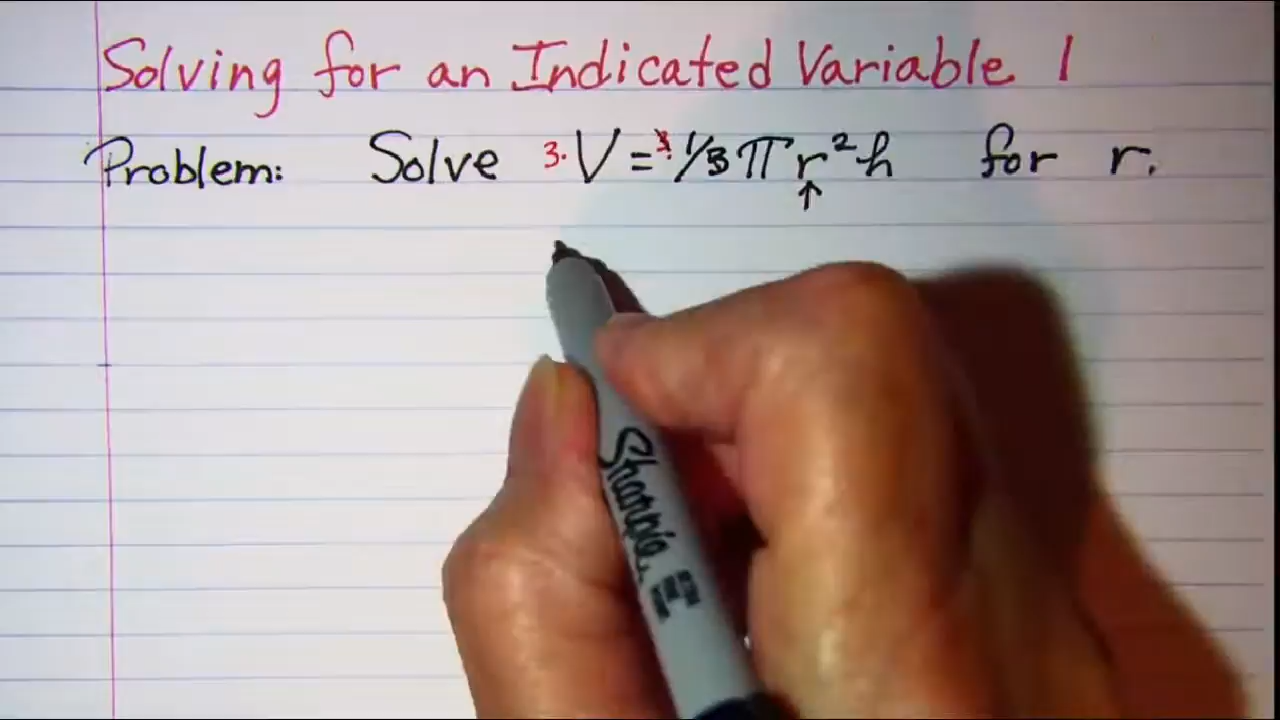 Solving for an Indicated Variable 1
Problem: Solve 3· V = 3· 1/3 π r² h for r.
↑
Sharpie